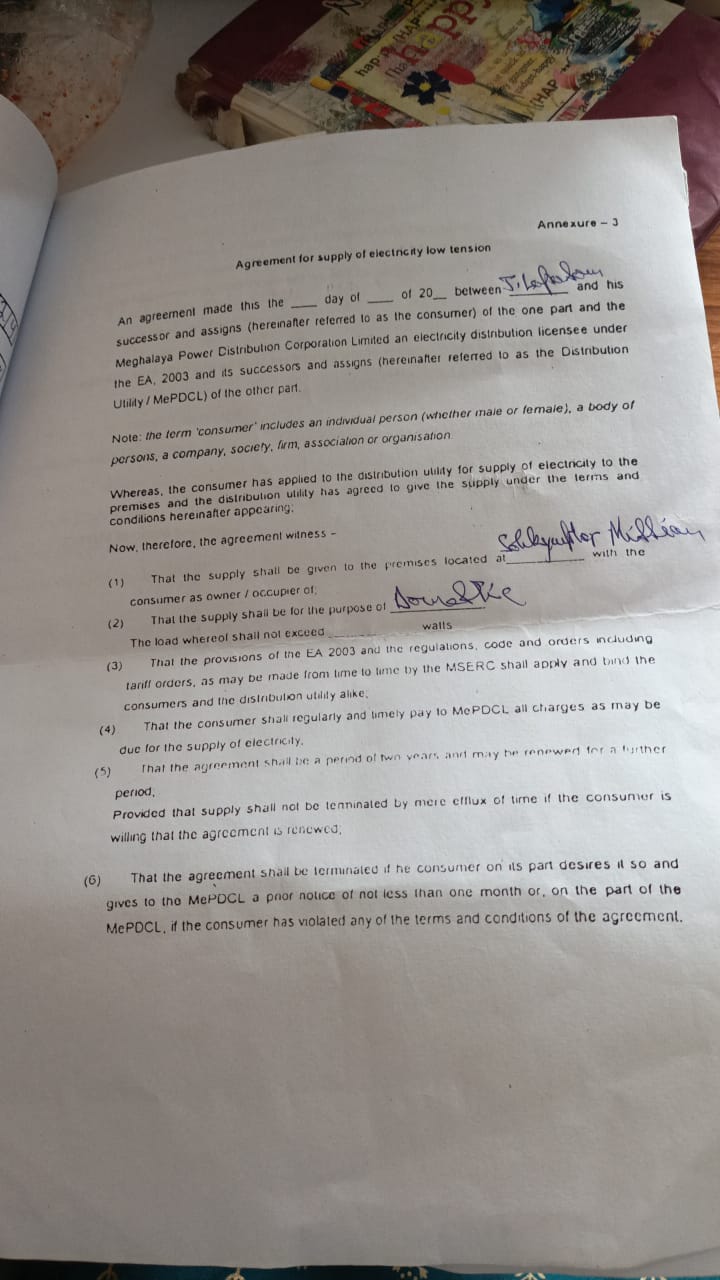 happy
Annexure - 3
Agreement for supply of electricity low tension
An agreement made this the ____ day of ____ of 20__ between and his
successor and assigns (hereinafter referred to as the consumer) of the one part and the
Meghalaya Power Distribution Corporation Limited an electricity distribution licensee under
the EA, 2003 and its successors and assigns (hereinafter referred to as the Distribution
Utility / MePDCL) of the other part.
Note: the term 'consumer' includes an individual person (whether male or female), a body of
persons, a company, society, firm, association or organisation
Whereas, the consumer has applied to the distribution utility for supply of electricity to the
premises and the distribution utility has agreed to give the supply under the terms and
conditions hereinafter appearing;
Now, therefore, the agreement witness –
(1) That the supply shall be given to the premises located at Mission with the
consumer as owner / occupier of;
(2) That the supply shall be for the purpose of
The load whereof shall not exceed ________ watts
(3) That the provisions of the EA 2003 and the regulations, code and orders including
tariff orders, as may be made from time to time by the MSERC shall apply and bind the
consumers and the distribution utility alike;
(4) That the consumer shall regularly and timely pay to MePDCL all charges as may be
due for the supply of electricity.
(5) That the agreement shall be a period of two years and may be renewed for a further
period,
Provided that supply shall not be terminated by mere efflux of time if the consumer is
willing that the agreement is renewed;
(6) That the agreement shall be terminated if he consumer on its part desires it so and
gives to the MePDCL a prior notice of not less than one month or, on the part of the
MePDCL, if the consumer has violated any of the terms and conditions of the agreement.